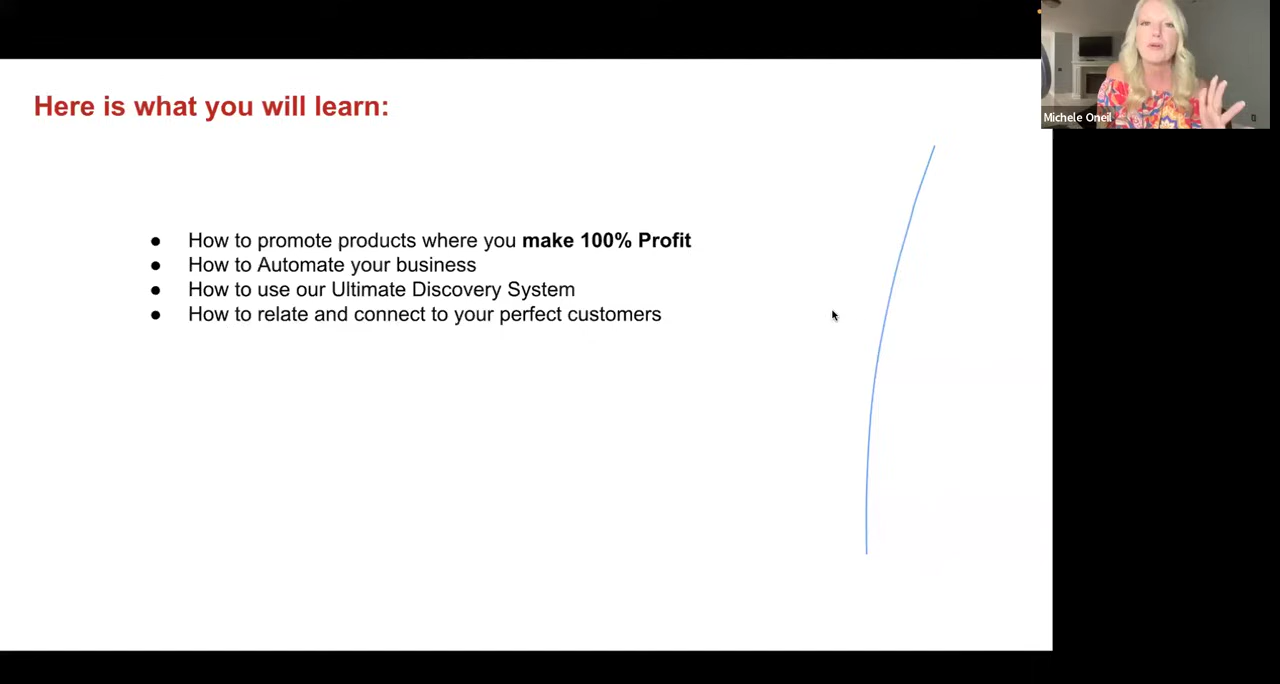 Here is what you will learn:
● How to promote products where you make 100% Profit
● How to Automate your business
● How to use our Ultimate Discovery System
● How to relate and connect to your perfect customers
Michele Oneil